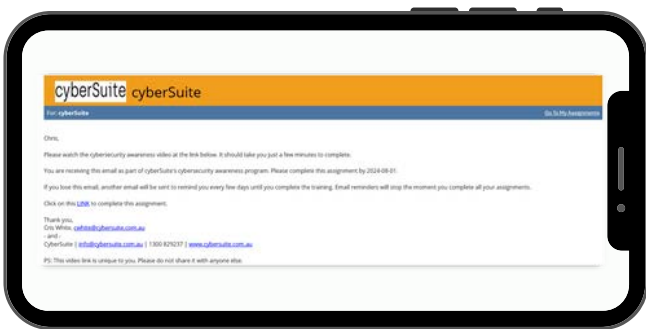 cyberSuite cyberSuite
For: cyberSuite Go To My Assignments
Chris,
Please watch the cybersecurity awareness video at the link below. It should take you just a few minutes to complete.
You are receiving this email as part of cyberSuite's cybersecurity awareness program. Please complete this assignment by 2024-08-01.
If you lose this email, another email will be sent to remind you every few days until you complete the training. Email reminders will stop the moment you complete all your assignments.
Click on this LINK to complete this assignment.
Thank you,
Cris White, cwhite@cybersuite.com.au
- and -
CyberSuite | info@cybersuite.com.au | 1300 829237 | www.cybersuite.com.au
PS: This video link is unique to you. Please do not share it with anyone else.